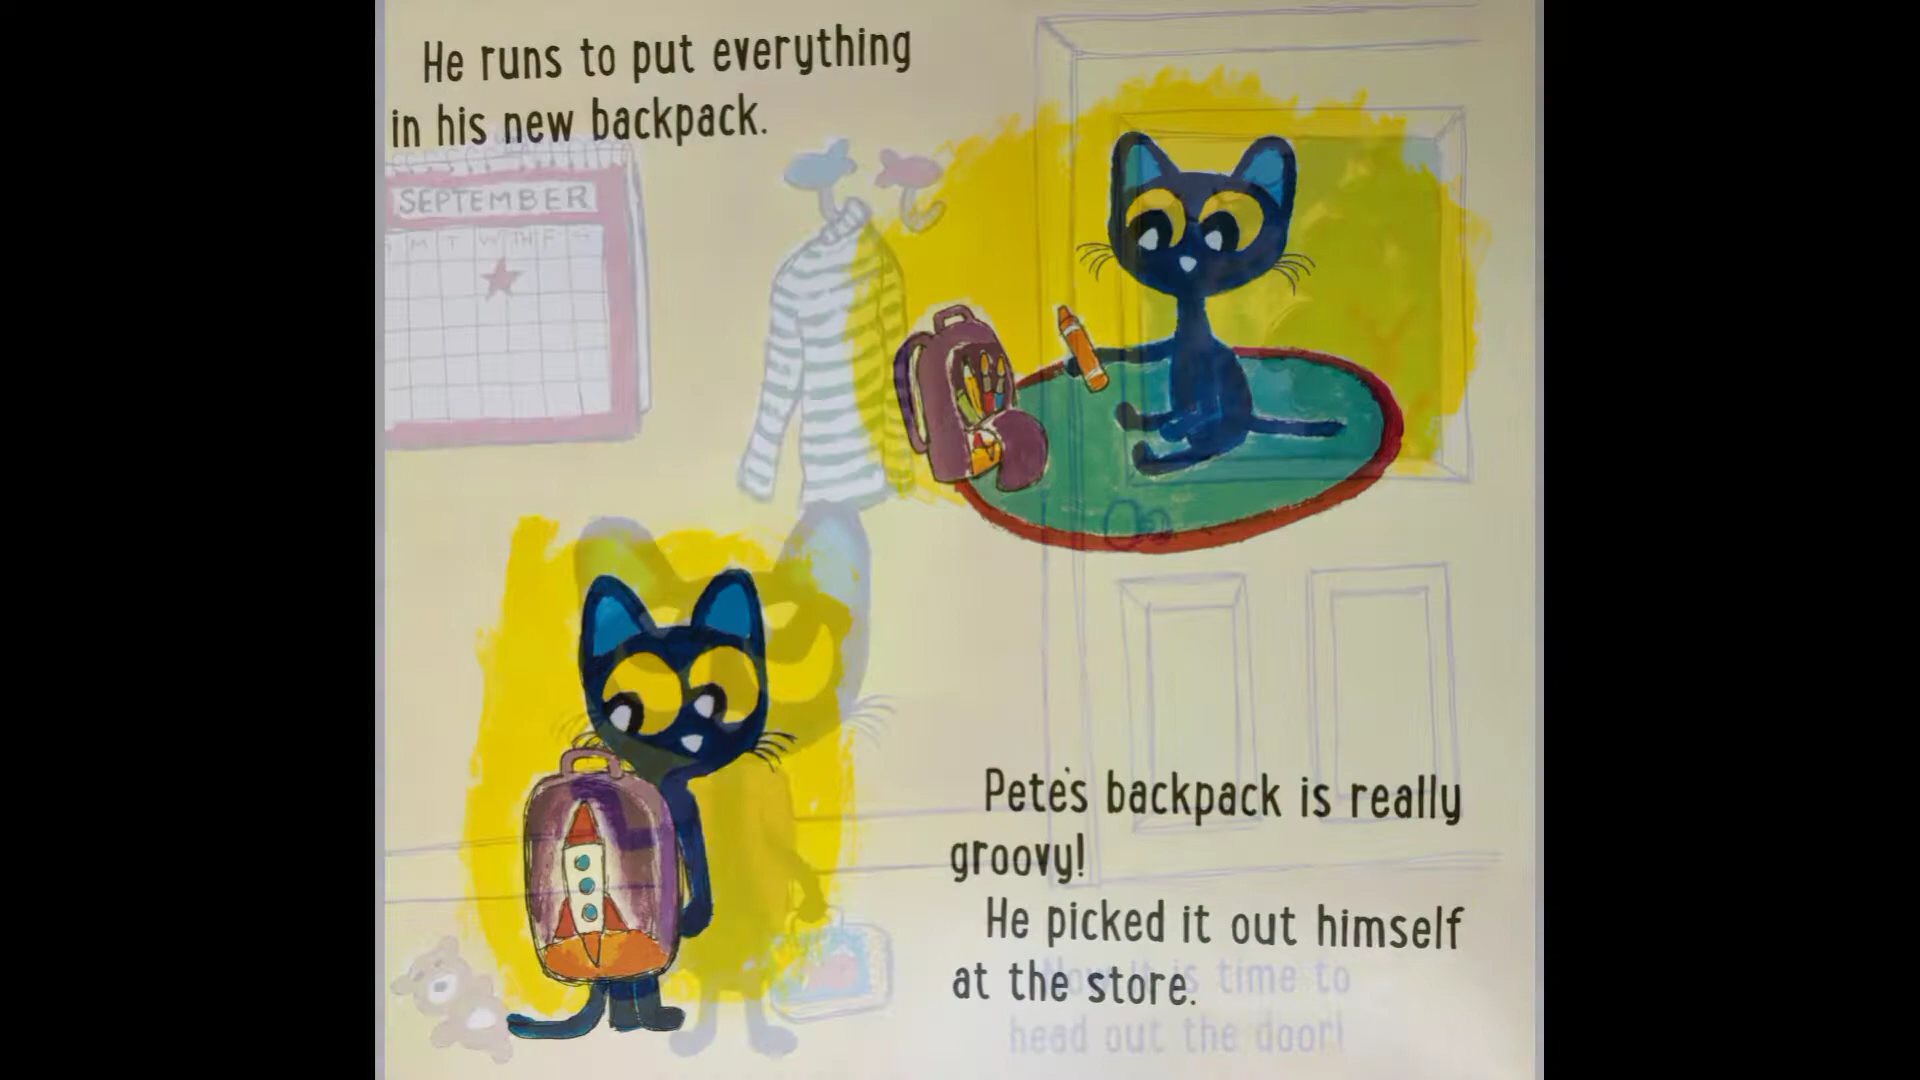 He runs to put everything
in his new backpack.
SEPTEMBER
M T W TH F S
Pete's backpack is really
groovy!
He picked it out himself
at the store.
Now it is time to
head out the door!